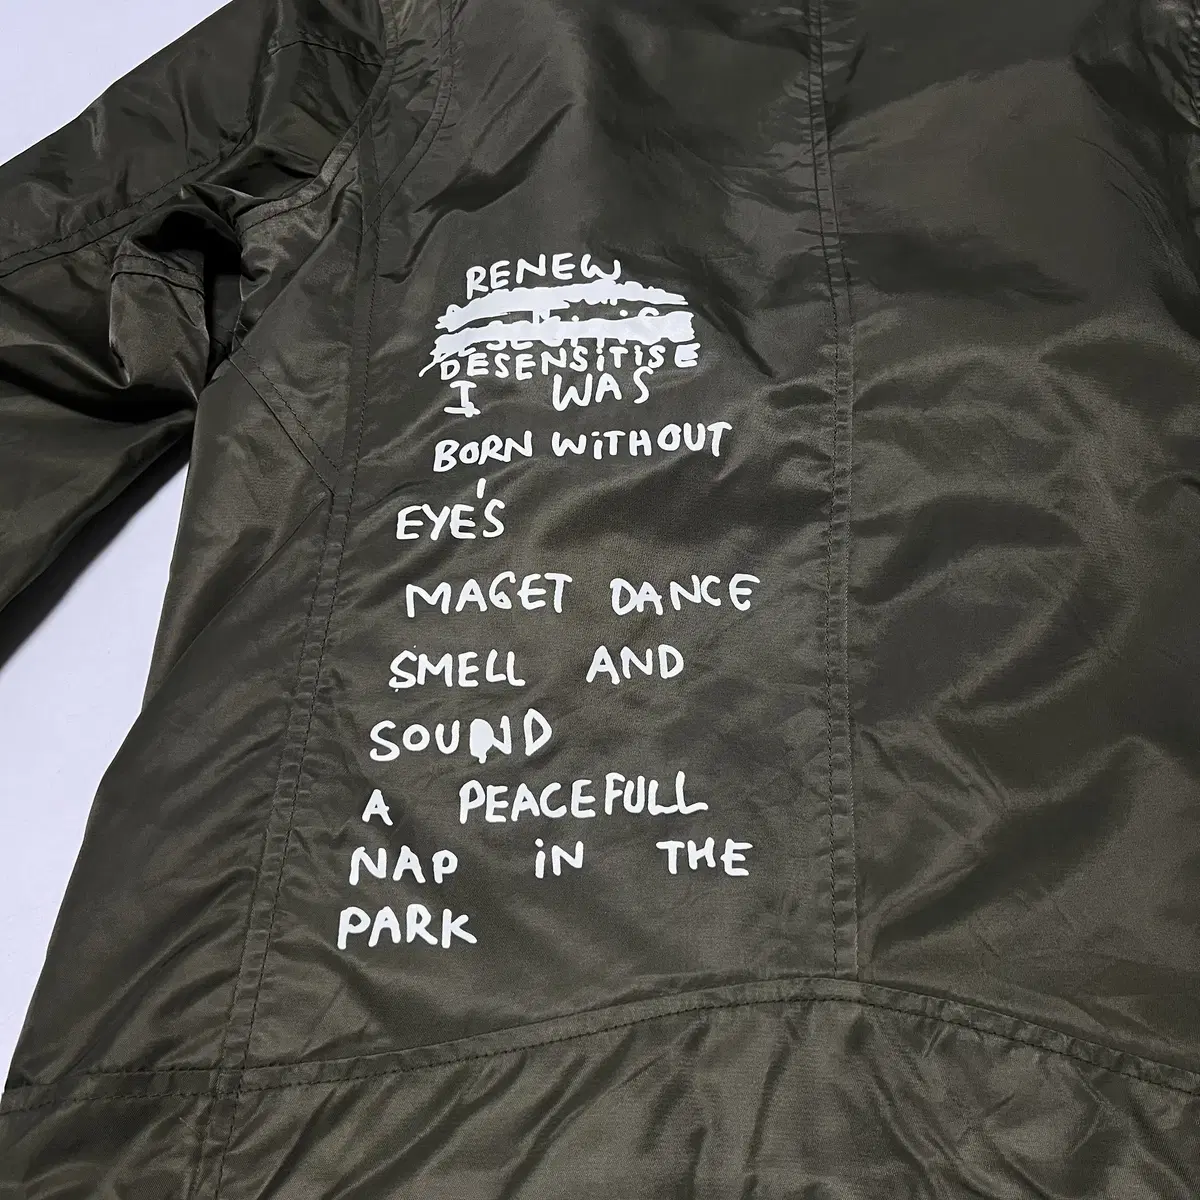 RENEW
DESENSiTiSE
I WAS
BORN WiTHOUT
EYE'S
MAGET DANCE
SMELL AND
SOUND
A PEACEFULL
NAP iN THE
PARK